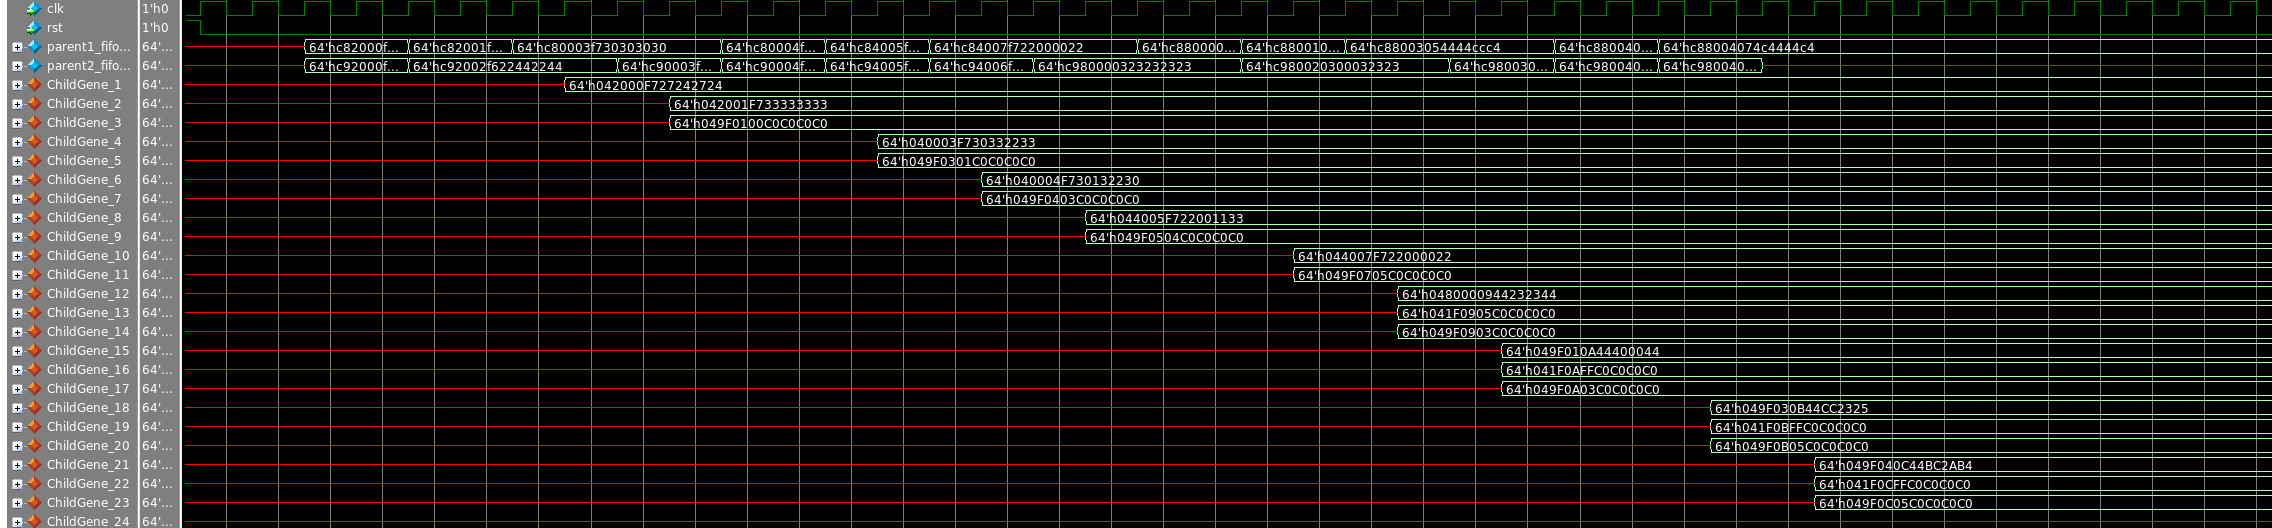 clk 1'h0
rst 1'h0
parent1_fifo... 64'... 64'hc82000f... 64'hc82001f... 64'hc80003f730303030 64'hc80004f... 64'hc84005f... 64'hc84007f722000022 64'hc880000... 64'hc880010... 64'hc88003054444ccc4 64'hc880040... 64'hc88004074c4444c4
parent2_fifo... 64'... 64'hc92000f... 64'hc92002f622442244 64'hc90003f... 64'hc90004f... 64'hc94005f... 64'hc94006f... 64'hc980000323232323 64'hc980020300032323 64'hc980030... 64'hc980040... 64'hc980040...
ChildGene_1 64'... 64'h042000F727242724
ChildGene_2 64'... 64'h042001F733333333
ChildGene_3 64'... 64'h049F0100C0C0C0C0
ChildGene_4 64'... 64'h040003F730332233
ChildGene_5 64'... 64'h049F0301C0C0C0C0
ChildGene_6 64'... 64'h040004F730132230
ChildGene_7 64'... 64'h049F0403C0C0C0C0
ChildGene_8 64'... 64'h044005F722001133
ChildGene_9 64'... 64'h049F0504C0C0C0C0
ChildGene_10 64'... 64'h044007F722000022
ChildGene_11 64'... 64'h049F0705C0C0C0C0
ChildGene_12 64'... 64'h0480000944232344
ChildGene_13 64'... 64'h041F0905C0C0C0C0
ChildGene_14 64'... 64'h049F0903C0C0C0C0
ChildGene_15 64'... 64'h049F010A44400044
ChildGene_16 64'... 64'h041F0AFFC0C0C0C0
ChildGene_17 64'... 64'h049F0A03C0C0C0C0
ChildGene_18 64'... 64'h049F030B44CC2325
ChildGene_19 64'... 64'h041F0BFFC0C0C0C0
ChildGene_20 64'... 64'h049F0B05C0C0C0C0
ChildGene_21 64'... 64'h049F040C44BC2AB4
ChildGene_22 64'... 64'h041F0CFFC0C0C0C0
ChildGene_23 64'... 64'h049F0C05C0C0C0C0
ChildGene_24 64'...